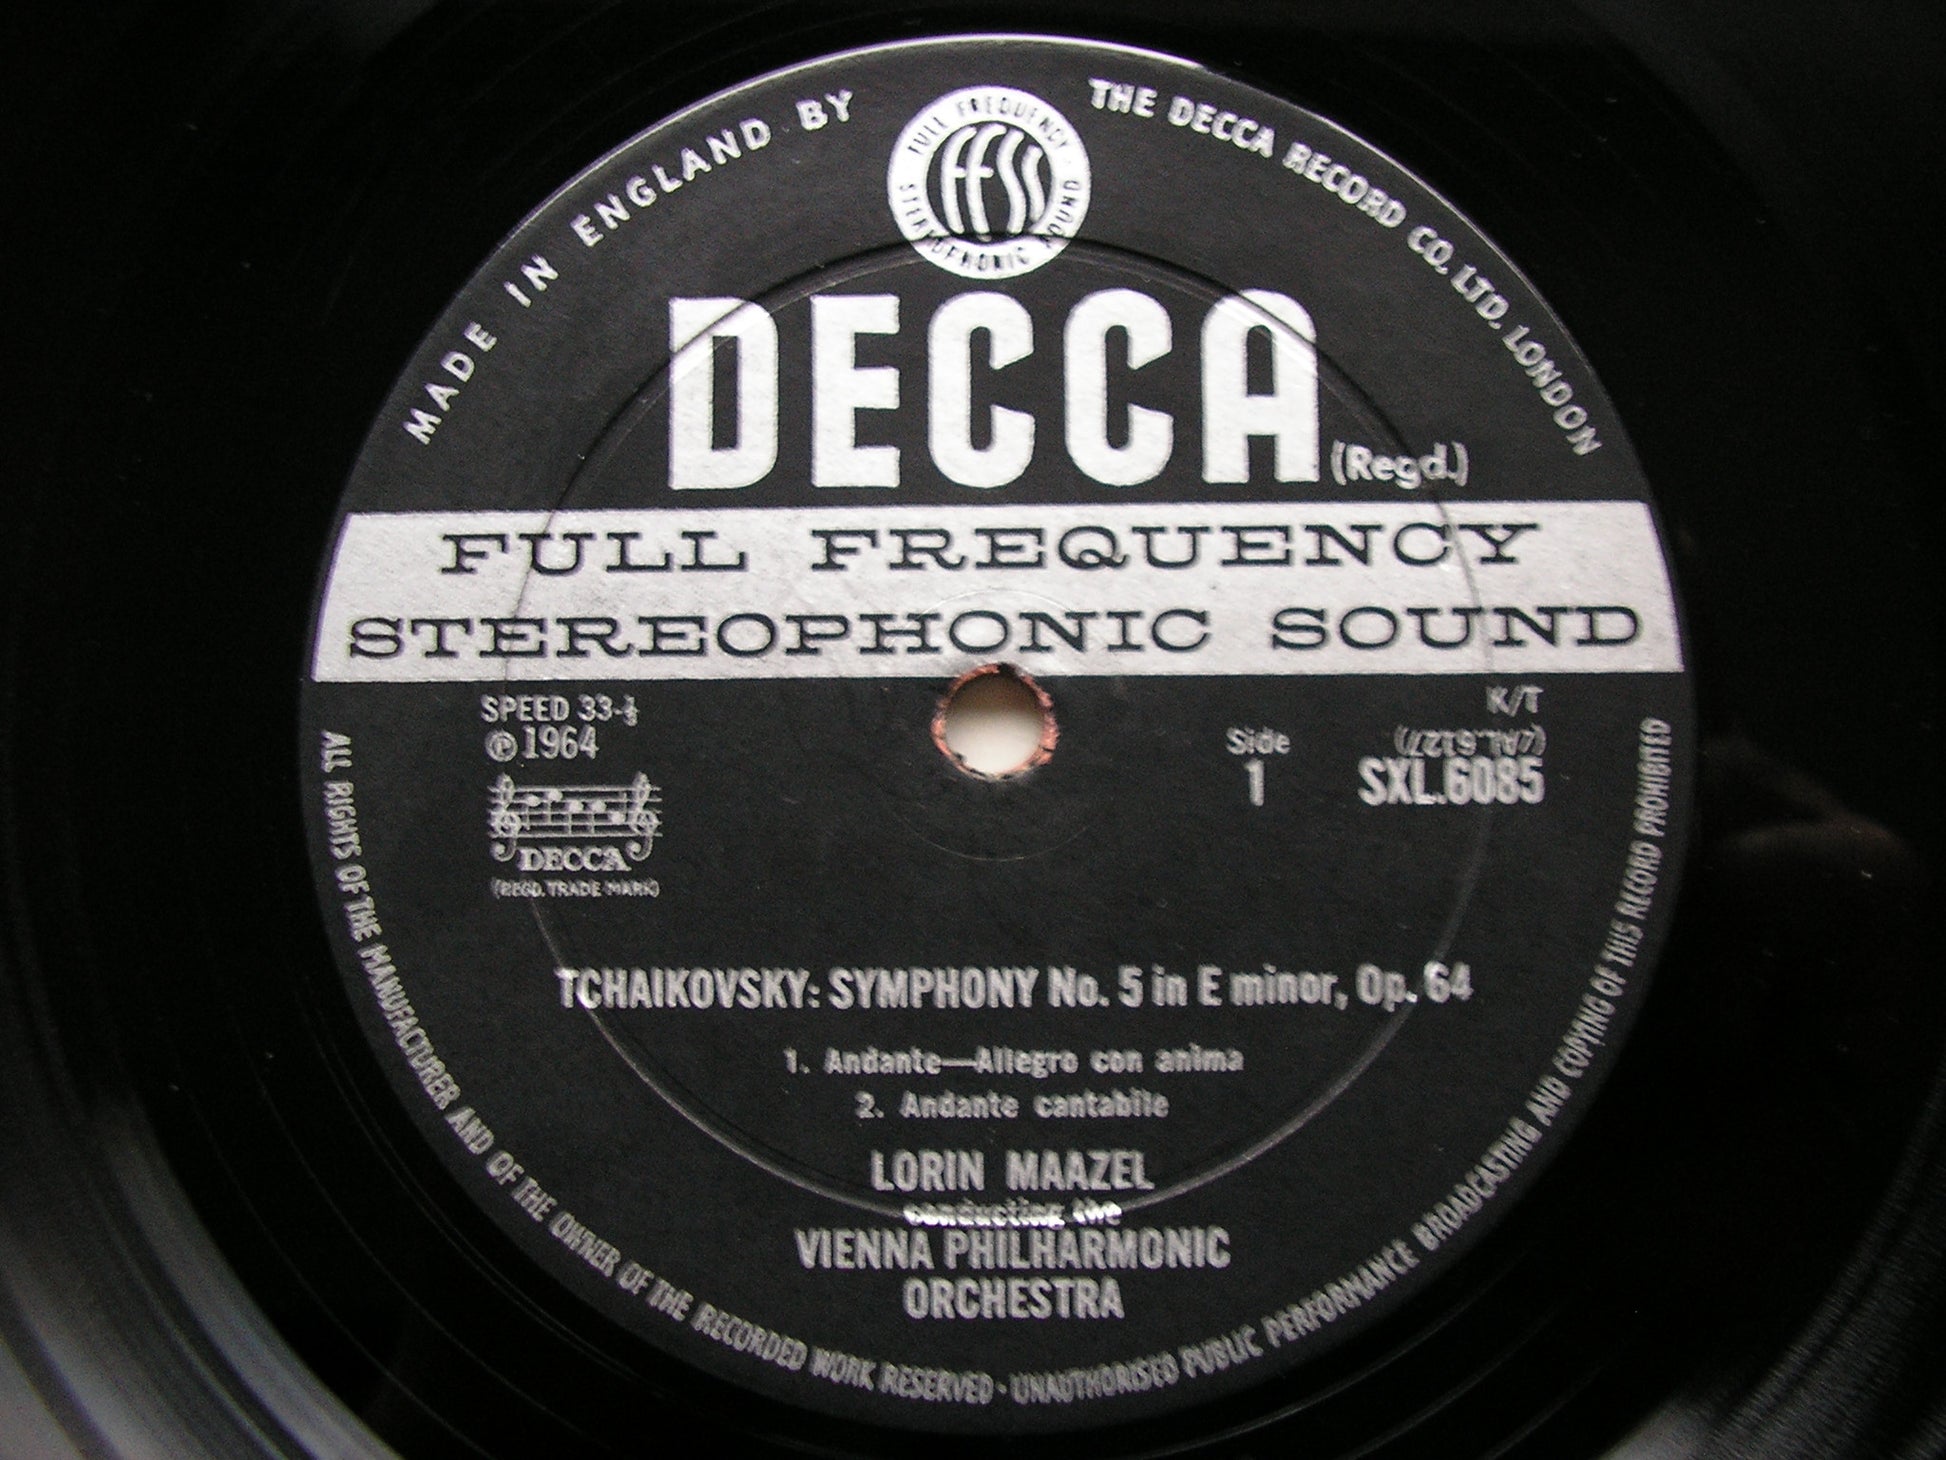 MADE IN ENGLAND BY
THE DECCA RECORD CO. LTD. LONDON
FULL FREQUENCY
FFSS
STEREOPHONIC SOUND
DECCA (Regd.)
FULL FREQUENCY
STEREOPHONIC SOUND
SPEED 33-⅓
℗1964
DECCA
(REGD. TRADE MARK)
K/T
Side
(ZAL.6127)
1
SXL.6085
TCHAIKOVSKY: SYMPHONY No. 5 in E minor, Op. 64
1. Andante—Allegro con anima
2. Andante cantabile
LORIN MAAZEL
conducting the
VIENNA PHILHARMONIC
ORCHESTRA
ALL RIGHTS OF THE MANUFACTURER AND OF THE OWNER OF THE RECORDED WORK RESERVED · UNAUTHORISED PUBLIC PERFORMANCE BROADCASTING AND COPYING OF THIS RECORD PROHIBITED